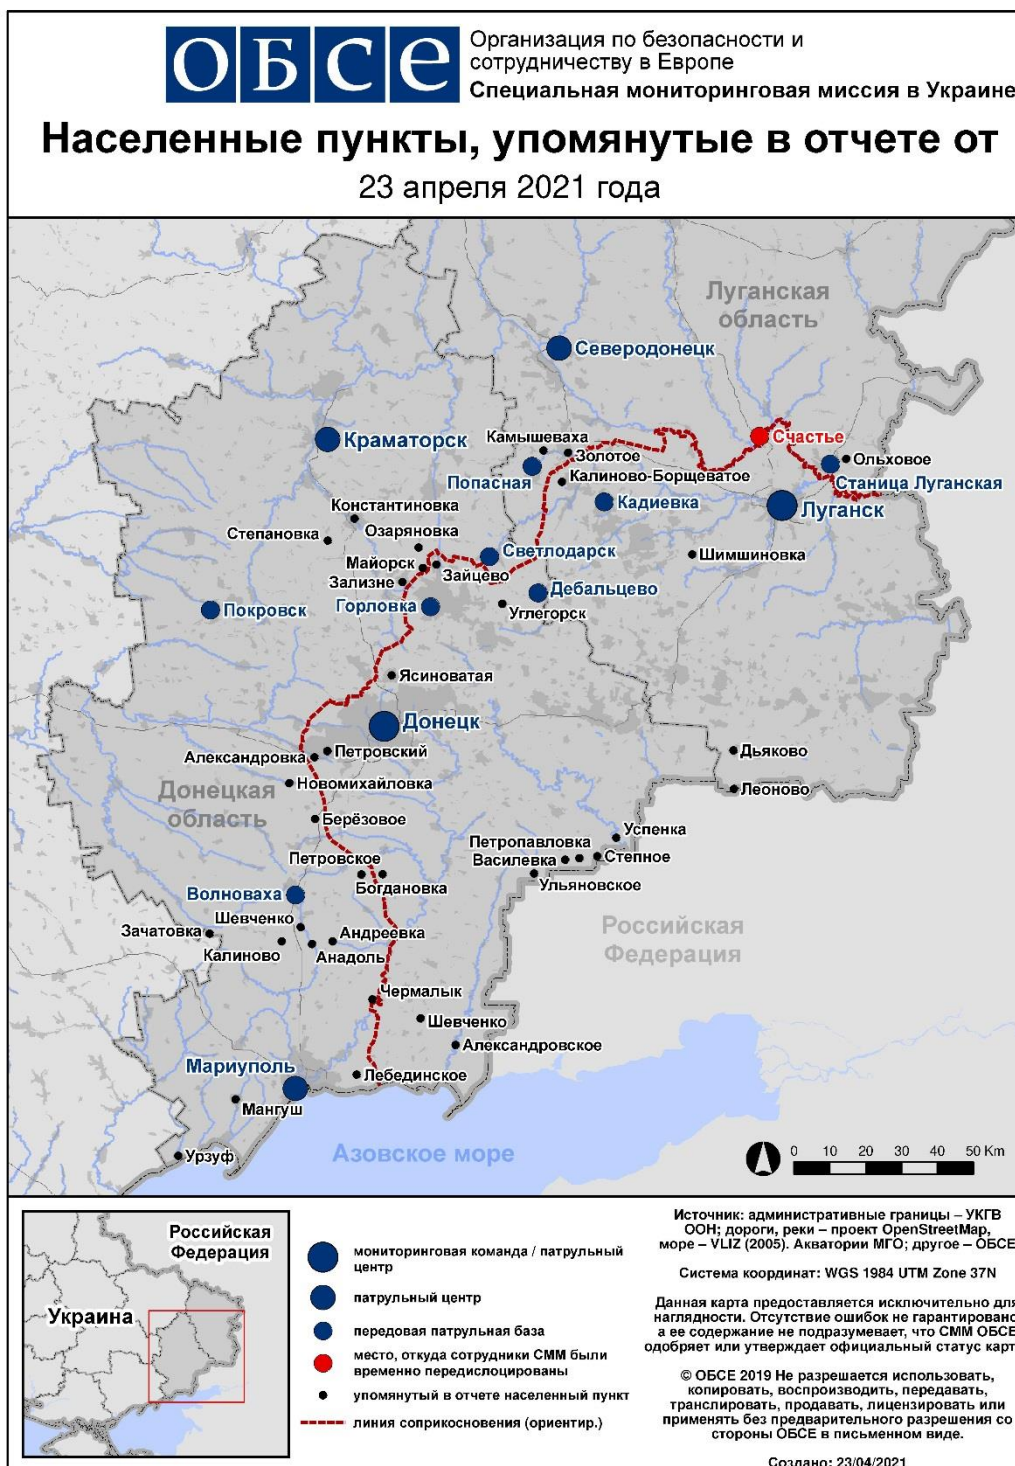 ОБСЕ
Организация по безопасности и
сотрудничеству в Европе
Специальная мониторинговая миссия в Украине
Населенные пункты, упомянутые в отчете от
23 апреля 2021 года
Луганская
область
Северодонецк
Краматорск
Камышеваха
Золотое
Счастье
Ольховое
Попасная
Калиново-Борщеватое
Станица Луганская
Константиновка
Кадиевка
Луганск
Степановка
Озаряновка
Светлодарск
Шимшиновка
Майорск
Зайцево
Зализне
Дебальцево
Покровск
Горловка
Углегорск
Ясиноватая
Донецк
Александровка
Петровский
Дьяково
Новомихайловка
Леоново
Донецкая
область
Берёзовое
Успенка
Петропавловка
Василевка
Степное
Петровское
Богдановка
Ульяновское
Волноваха
Шевченко
Зачатовка
Андреевка
Калиново
Анадоль
Российская
Федерация
Чермалык
Шевченко
Александровское
Мариуполь
Лебединское
Мангуш
Урзуф
Азовское море
0 10 20 30 40 50 Km
Российская
Федерация
Украина
мониторинговая команда / патрульный
центр
патрульный центр
передовая патрульная база
место, откуда сотрудники СММ были
временно передислоцированы
упомянутый в отчете населенный пункт
линия соприкосновения (ориентир.)
Источник: административные границы – УКГВ
ООН; дороги, реки – проект OpenStreetMap,
море – VLIZ (2005). Акватории МГО; другое – ОБСЕ
Система координат: WGS 1984 UTM Zone 37N
Данная карта предоставляется исключительно для
наглядности. Отсутствие ошибок не гарантировано
а ее содержание не подразумевает, что СММ ОБСЕ
одобряет или утверждает официальный статус карт
© ОБСЕ 2019 Не разрешается использовать,
копировать, воспроизводить, передавать,
транслировать, продавать, лицензировать или
применять без предварительного разрешения со
стороны ОБСЕ в письменном виде.
Создано: 23/04/2021